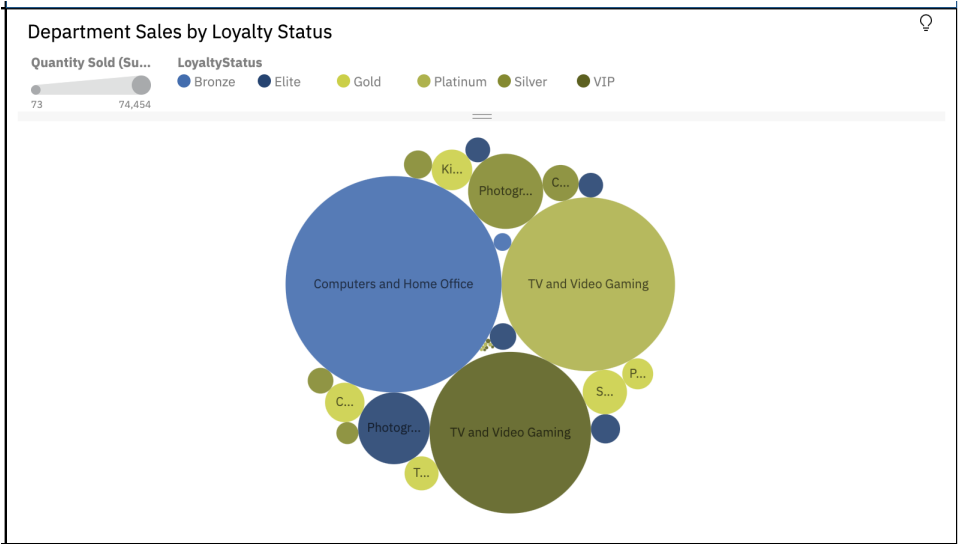 Department Sales by Loyalty Status
Quantity Sold (Su...
LoyaltyStatus
Bronze
Elite
Gold
Platinum
Silver
VIP
73
74,454
Ki...
Photogr...
C...
Computers and Home Office
TV and Video Gaming
P...
S...
C...
Photogr...
TV and Video Gaming
T...